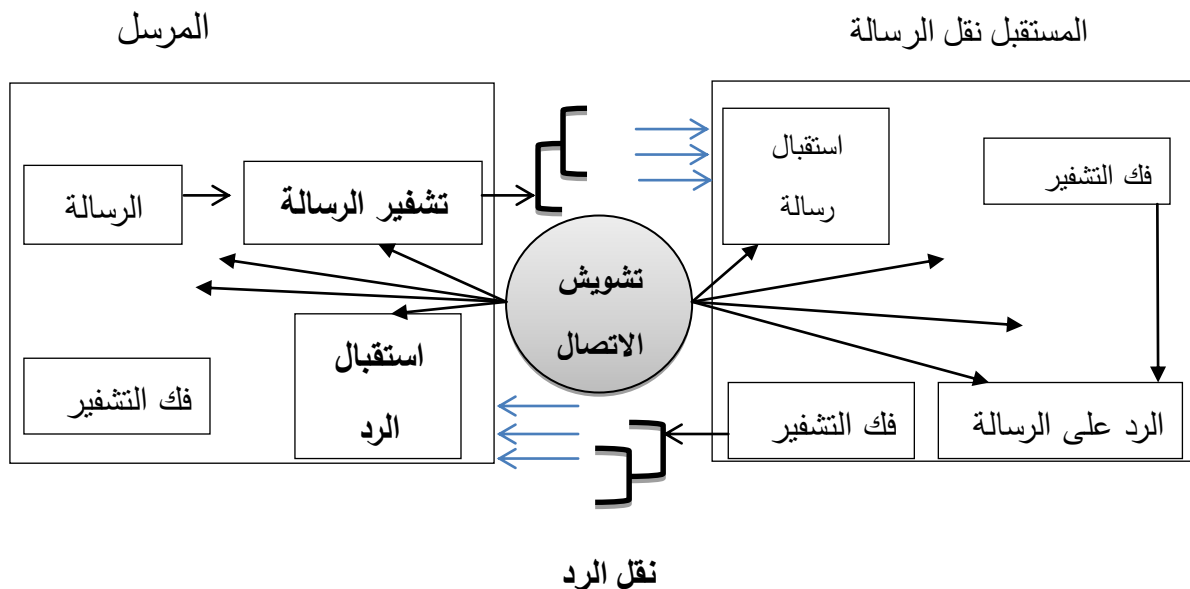 المرسل
المستقبل نقل الرسالة
الرسالة
تشفير الرسالة
استقبال
رسالة
فك التشفير
تشويش
الاتصال
استقبال
الرد
فك التشفير
فك التشفير
الرد على الرسالة
نقل الرد